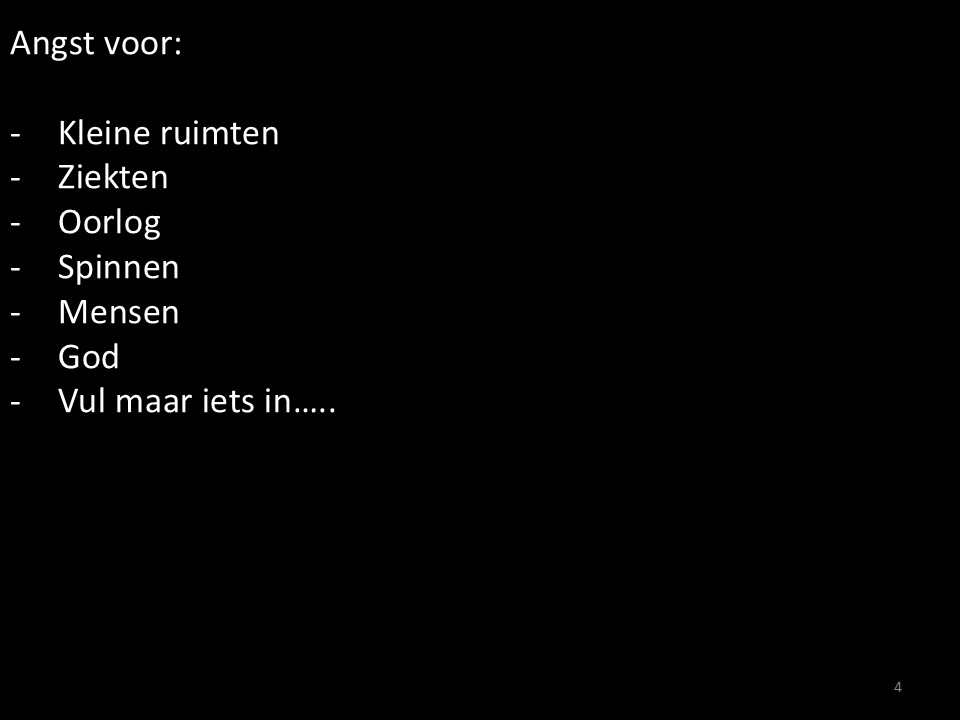 Angst voor:
- Kleine ruimten
- Ziekten
- Oorlog
- Spinnen
- Mensen
- God
- Vul maar iets in…..
4